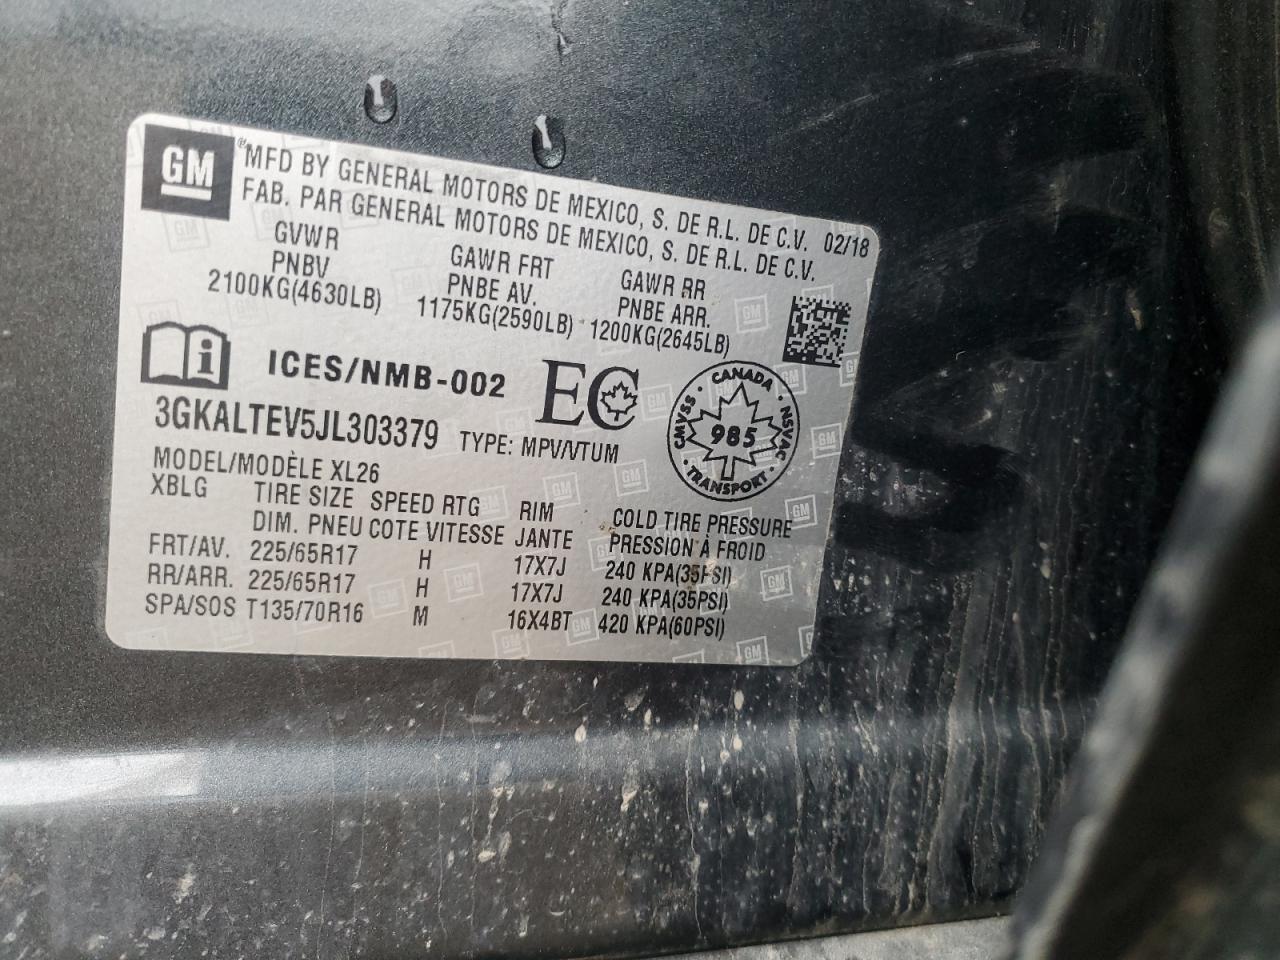 GM
®MFD BY GENERAL MOTORS DE MEXICO, S. DE R.L. DE C.V. 02/18
FAB. PAR GENERAL MOTORS DE MEXICO, S. DE R.L. DE C.V.
GVWR GAWR FRT GAWR RR
PNBV PNBE AV. PNBE ARR.
2100KG(4630LB) 1175KG(2590LB) 1200KG(2645LB)
i ICES/NMB-002 EC
CANADA
CMVSS 985 NSVAC
TRANSPORT
3GKALTEV5JL303379 TYPE: MPV/VTUM
MODEL/MODÈLE XL26
XBLG TIRE SIZE SPEED RTG RIM COLD TIRE PRESSURE
DIM. PNEU COTE VITESSE JANTE PRESSION À FROID
FRT/AV. 225/65R17 H 17X7J 240 KPA(35PSI)
RR/ARR. 225/65R17 H 17X7J 240 KPA(35PSI)
SPA/SOS T135/70R16 M 16X4BT 420 KPA(60PSI)